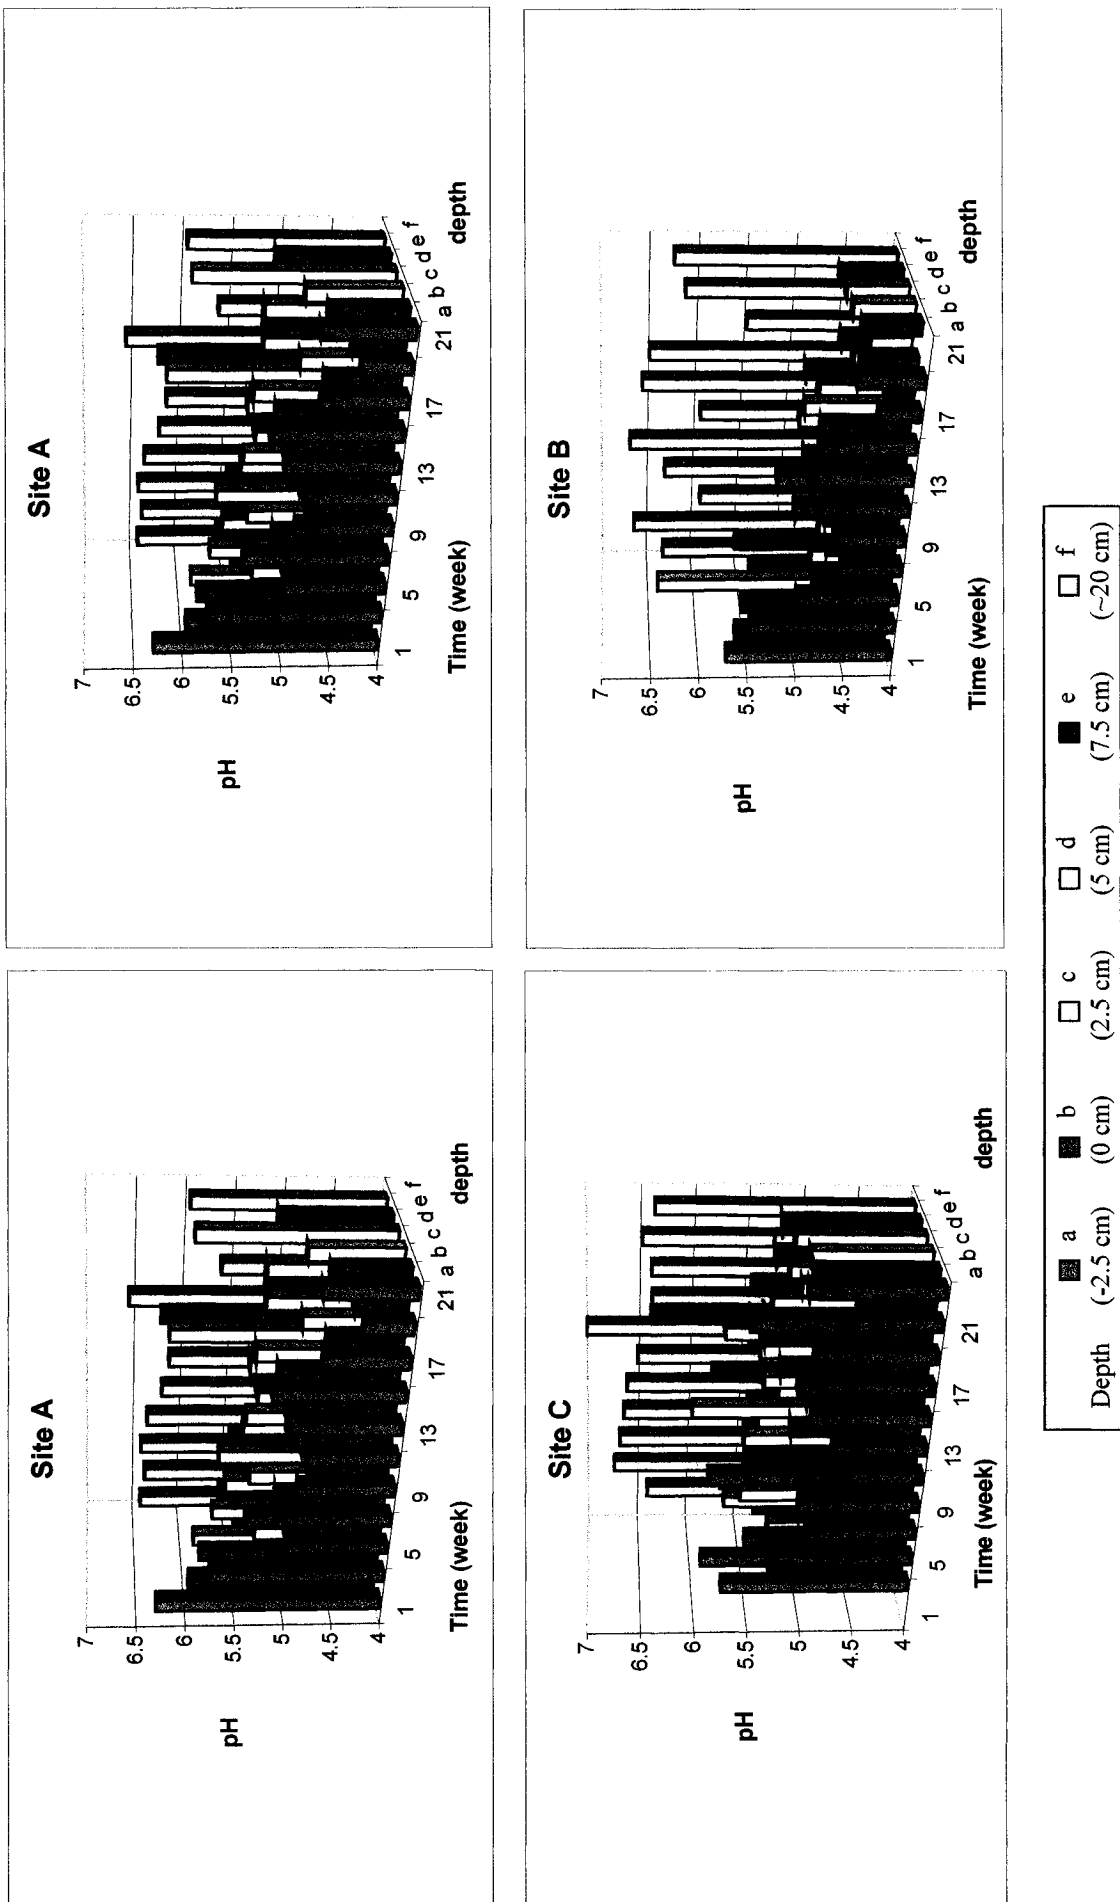 Site A
pH
7
6.5
6
5.5
5
4.5
4
1 5 9 13 17 21
Time (week)
a b c d e f
depth
Site A
pH
7
6.5
6
5.5
5
4.5
4
1 5 9 13 17 21
Time (week)
a b c d e f
depth
Site C
pH
7
6.5
6
5.5
5
4.5
4
1 5 9 13 17 21
Time (week)
a b c d e f
depth
Site B
pH
7
6.5
6
5.5
5
4.5
4
1 5 9 13 17 21
Time (week)
a b c d e f
depth
Depth a b c d e f
(-2.5 cm) (0 cm) (2.5 cm) (5 cm) (7.5 cm) (~20 cm)